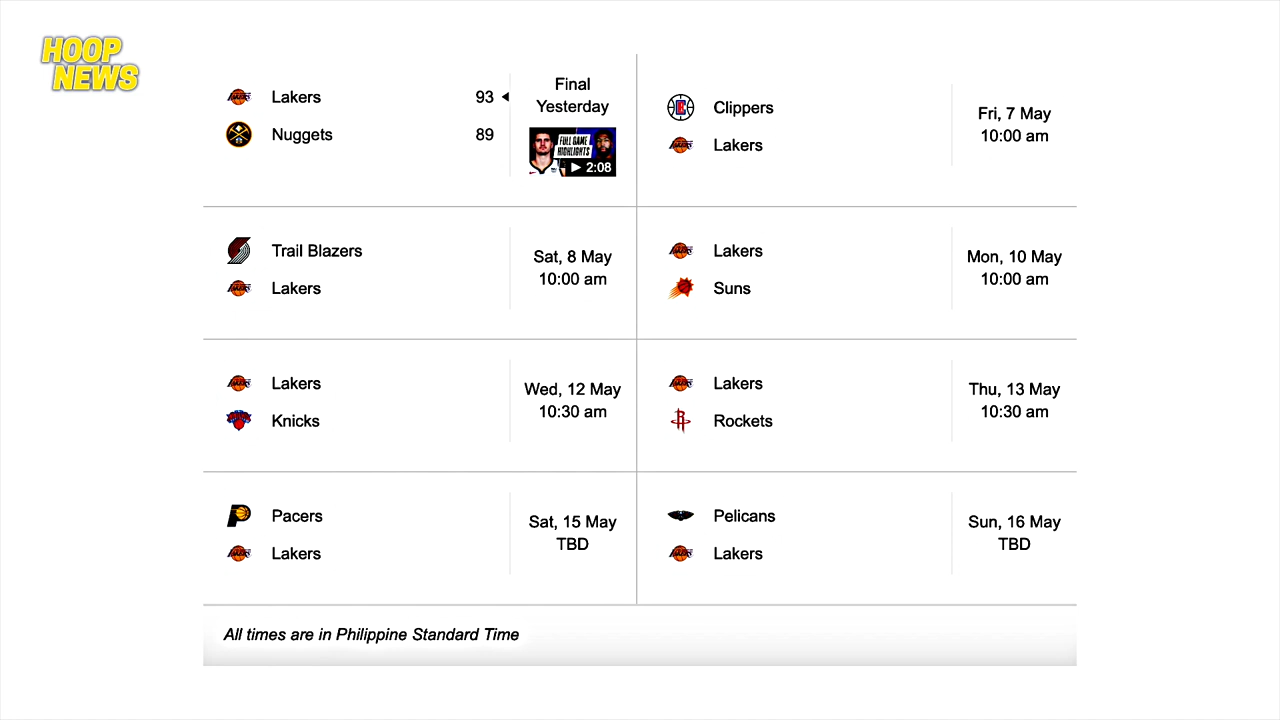 HOOP
NEWS
Lakers 93
Nuggets 89
Final
Yesterday
FULL GAME
HIGHLIGHTS
2:08
Clippers
Lakers
Fri, 7 May
10:00 am
Trail Blazers
Lakers
Sat, 8 May
10:00 am
Lakers
Suns
Mon, 10 May
10:00 am
Lakers
Knicks
Wed, 12 May
10:30 am
Lakers
Rockets
Thu, 13 May
10:30 am
Pacers
Lakers
Sat, 15 May
TBD
Pelicans
Lakers
Sun, 16 May
TBD
All times are in Philippine Standard Time